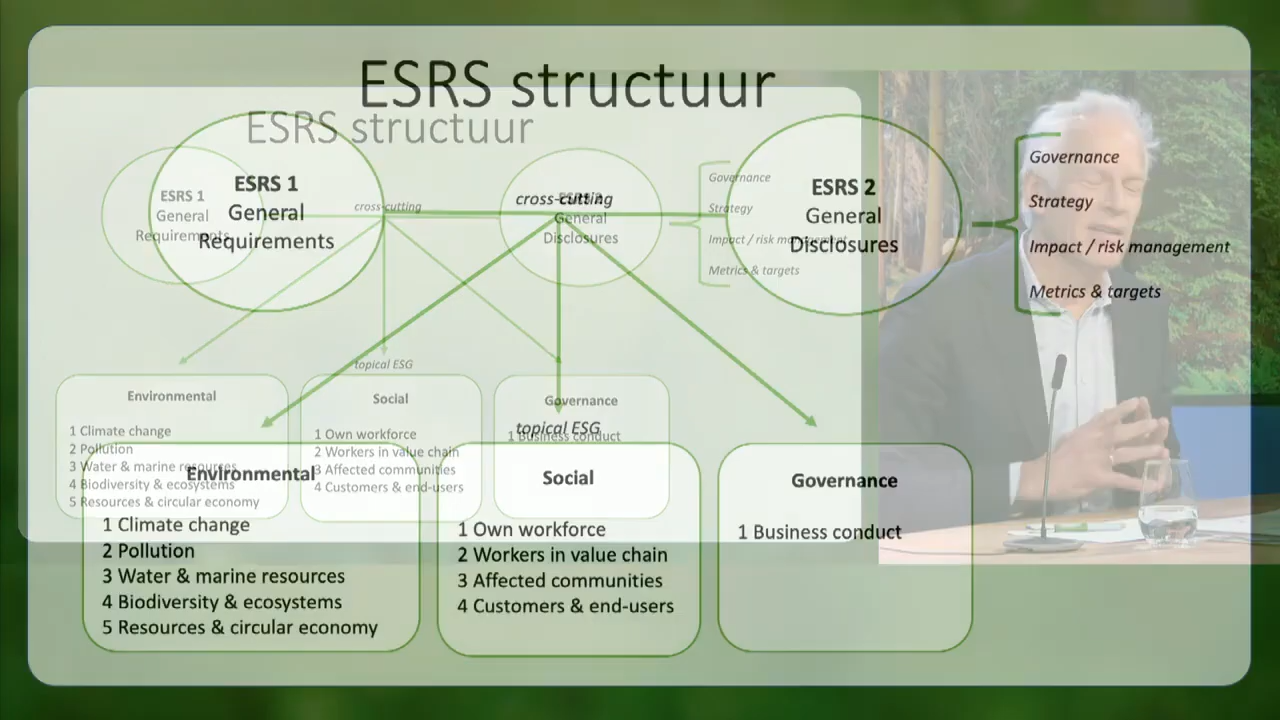 ESRS structuur
ESRS 1
General
Requirements
cross-cutting
ESRS 2
General
Disclosures
Governance
Strategy
Impact / risk management
Metrics & targets
topical ESG
Environmental
1 Climate change
2 Pollution
3 Water & marine resources
4 Biodiversity & ecosystems
5 Resources & circular economy
Social
1 Own workforce
2 Workers in value chain
3 Affected communities
4 Customers & end-users
Governance
1 Business conduct
ESRS structuur
ESRS 1
General
Requirements
cross-cutting
General
Disclosures
Governance
Strategy
Impact / risk management
Metrics & targets
topical ESG
Environmental
1 Climate change
2 Pollution
3 Water & marine resources
4 Biodiversity & ecosystems
5 Resources & circular economy
Social
1 Own workforce
2 Workers in value chain
3 Affected communities
4 Customers & end-users
Governance
1 Business conduct